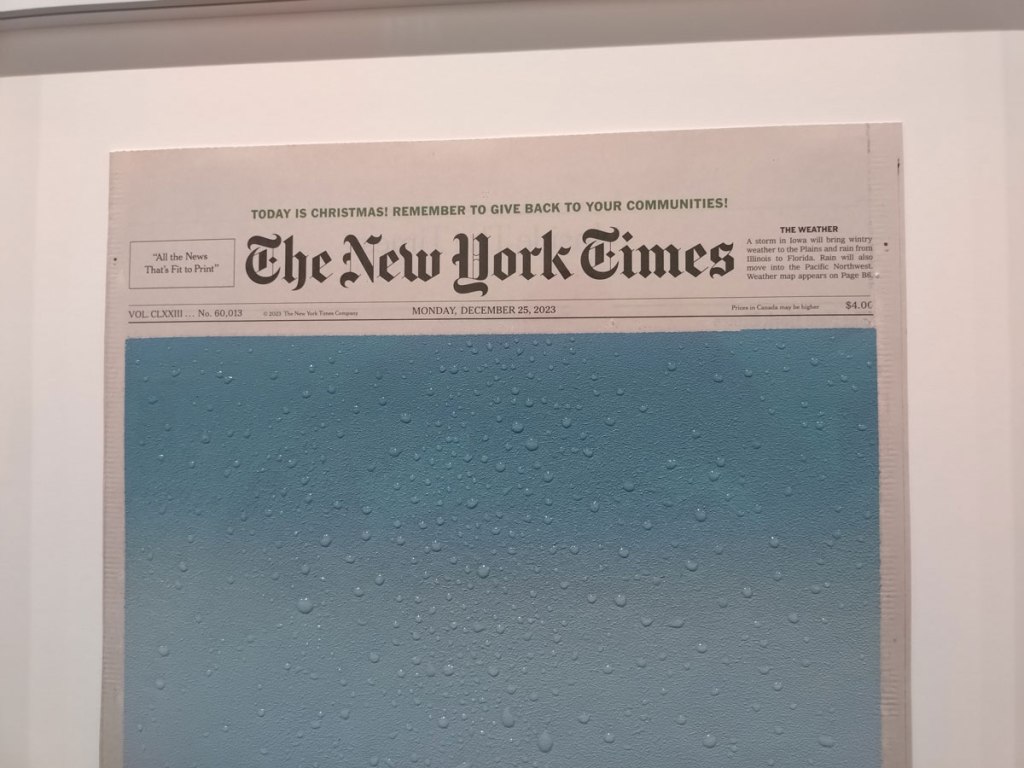 TODAY IS CHRISTMAS! REMEMBER TO GIVE BACK TO YOUR COMMUNITIES!
"All the News
That's Fit to Print"
The New York Times
THE WEATHER
A storm in Iowa will bring wintry
weather to the Plains and rain from
Illinois to Florida. Rain will also
move into the Pacific Northwest.
Weather map appears on Page B6.
VOL. CLXXIII ... No. 60,013
© 2023 The New York Times Company
MONDAY, DECEMBER 25, 2023
Prices in Canada may be higher
$4.00